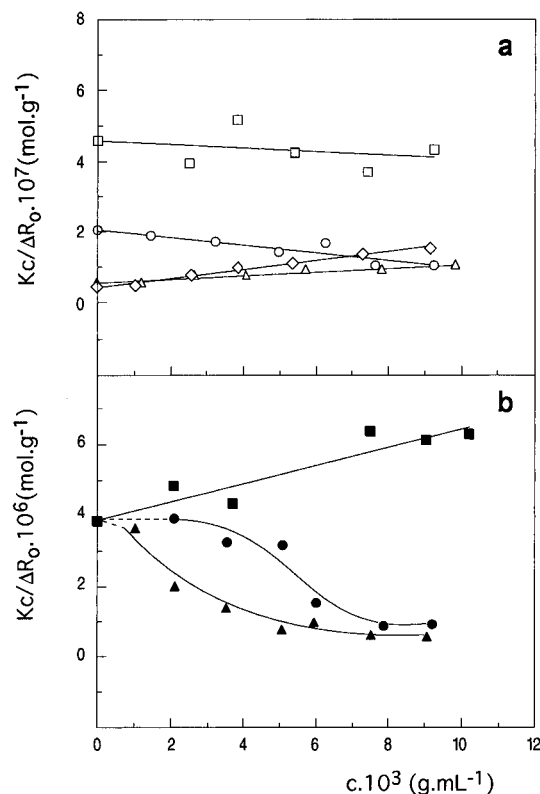 a
8
6
4
2
0
Kc/ΔR₀.10⁷(mol.g⁻¹)
b
6
4
2
0
Kc/ΔR₀.10⁶(mol.g⁻¹)
0 2 4 6 8 10 12
c.10³ (g.mL⁻¹)